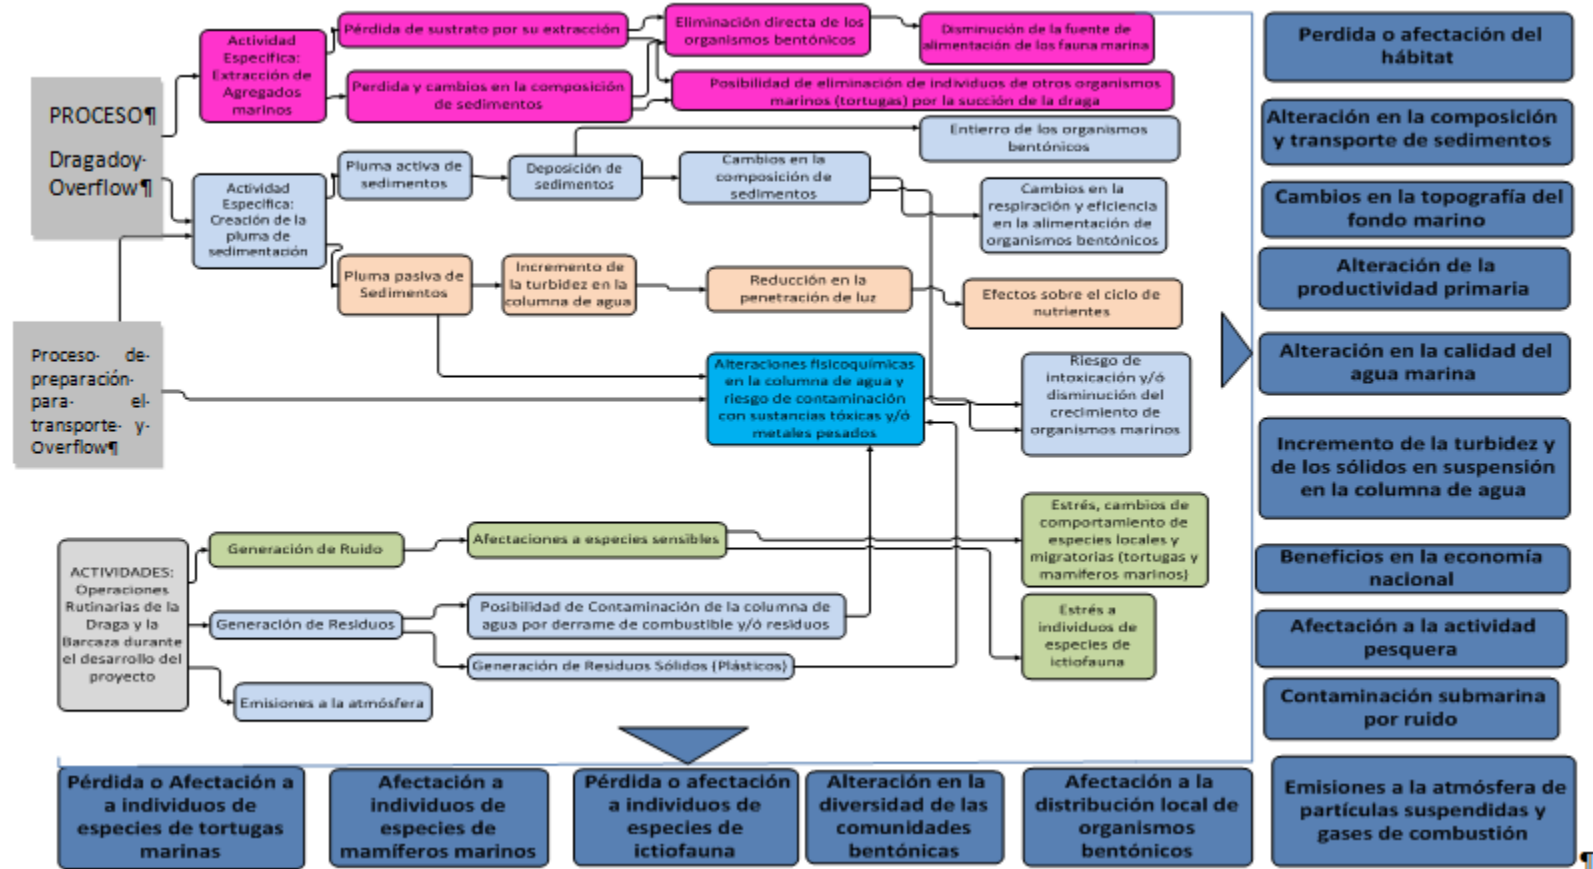 PROCESO¶
Dragadoy·
Overflow¶
Proceso· de·
preparación·
para· el·
transporte· y·
Overflow¶
Actividad
Especifica:
Extracción de
Agregados
marinos
Pérdida de sustrato por su extracción
Perdida y cambios en la composición
de sedimentos
Eliminación directa de los
organismos bentónicos
Disminución de la fuente de
alimentación de los fauna marina
Posibilidad de eliminación de individuos de otros organismos
marinos (tortugas) por la succión de la draga
Actividad
Especifica:
Creación de la
pluma de
sedimentación
Pluma activa de
sedimentos
Deposición de
sedimentos
Cambios en la
composición de
sedimentos
Entierro de los organismos
bentónicos
Cambios en la
respiración y eficiencia
en la alimentación de
organismos bentónicos
Pluma pasiva de
Sedimentos
Incremento de
la turbidez en la
columna de agua
Reducción en la
penetración de luz
Efectos sobre el ciclo de
nutrientes
Alteraciones fisicoquímicas
en la columna de agua y
riesgo de contaminación
con sustancias tóxicas y/ó
metales pesados
Riesgo de
intoxicación y/ó
disminución del
crecimiento de
organismos marinos
ACTIVIDADES:
Operaciones
Rutinarias de la
Draga y la
Barcaza durante
el desarrollo del
proyecto
Generación de Ruido
Afectaciones a especies sensibles
Estrés, cambios de
comportamiento de
especies locales y
migratorias (tortugas y
mamíferos marinos)
Estrés a
individuos de
especies de
ictiofauna
Generación de Residuos
Posibilidad de Contaminación de la columna de
agua por derrame de combustible y/ó residuos
Generación de Residuos Sólidos (Plásticos)
Emisiones a la atmósfera
Perdida o afectación del
hábitat
Alteración en la composición
y transporte de sedimentos
Cambios en la topografía del
fondo marino
Alteración de la
productividad primaria
Alteración en la calidad del
agua marina
Incremento de la turbidez y
de los sólidos en suspensión
en la columna de agua
Beneficios en la economía
nacional
Afectación a la actividad
pesquera
Contaminación submarina
por ruido
Emisiones a la atmósfera de
partículas suspendidas y
gases de combustión
Pérdida o Afectación a
a individuos de
especies de tortugas
marinas
Afectación a
individuos de
especies de
mamíferos marinos
Pérdida o afectación
a individuos de
especies de
ictiofauna
Alteración en la
diversidad de las
comunidades
bentónicas
Afectación a la
distribución local de
organismos
bentónicos
¶